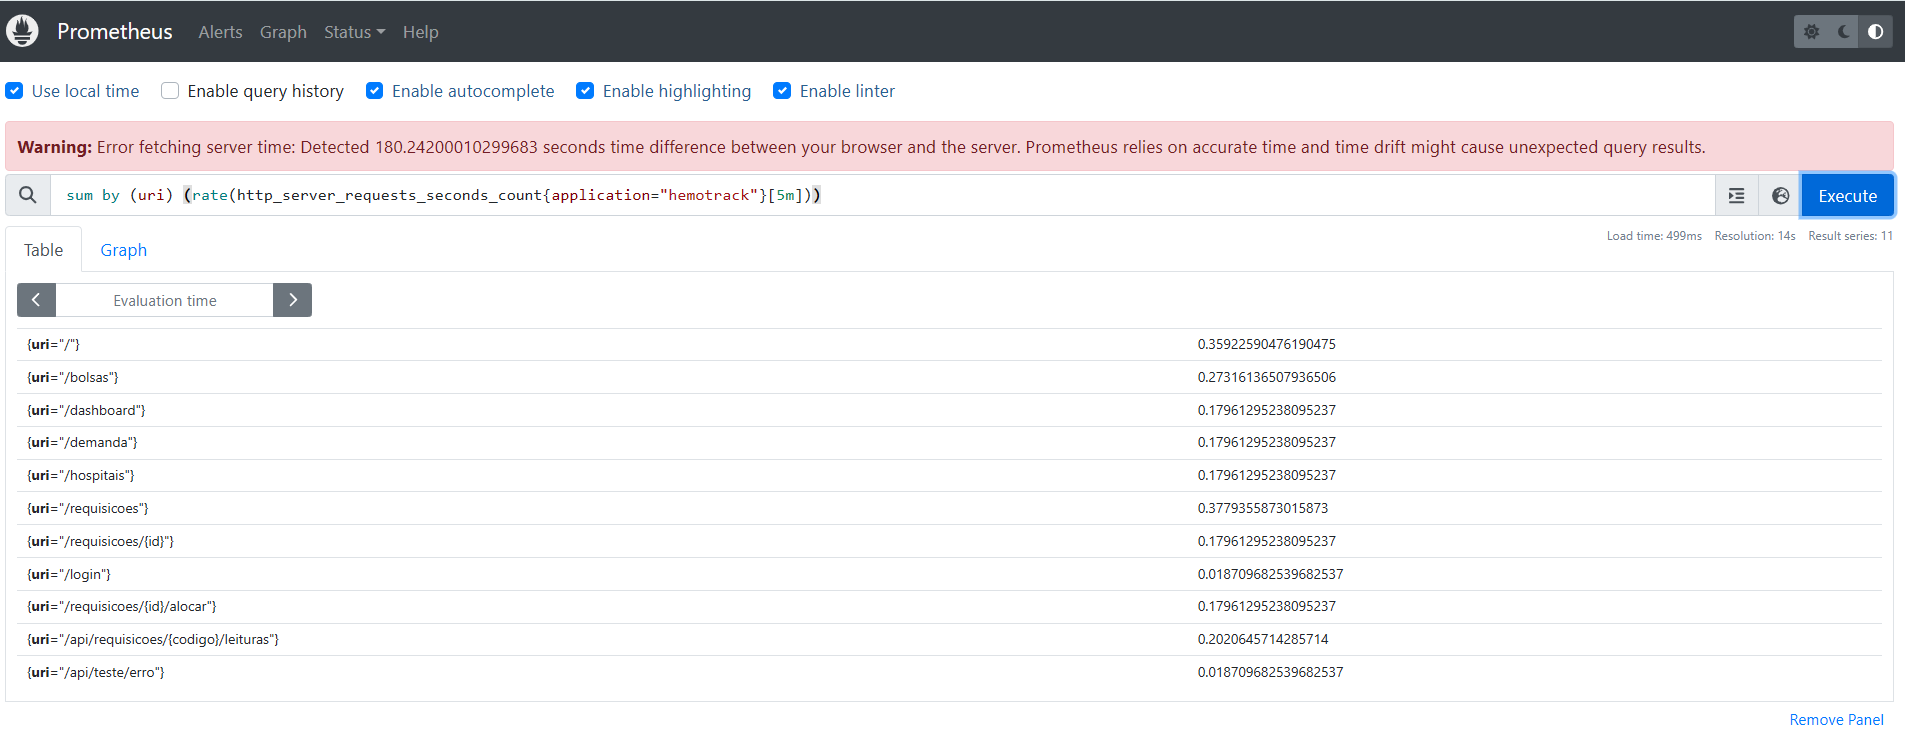 Prometheus Alerts Graph Status Help
Use local time Enable query history Enable autocomplete Enable highlighting Enable linter
Warning: Error fetching server time: Detected 180.24200010299683 seconds time difference between your browser and the server. Prometheus relies on accurate time and time drift might cause unexpected query results.
sum by (uri) (rate(http_server_requests_seconds_count{application="hemotrack"}[5m])) Execute
Table Graph Load time: 499ms Resolution: 14s Result series: 11
Evaluation time
{uri="/"} 0.35922590476190475
{uri="/bolsas"} 0.27316136507936506
{uri="/dashboard"} 0.17961295238095237
{uri="/demanda"} 0.17961295238095237
{uri="/hospitais"} 0.17961295238095237
{uri="/requisicoes"} 0.3779355873015873
{uri="/requisicoes/{id}"} 0.17961295238095237
{uri="/login"} 0.018709682539682537
{uri="/requisicoes/{id}/alocar"} 0.17961295238095237
{uri="/api/requisicoes/{codigo}/leituras"} 0.2020645714285714
{uri="/api/teste/erro"} 0.018709682539682537
Remove Panel